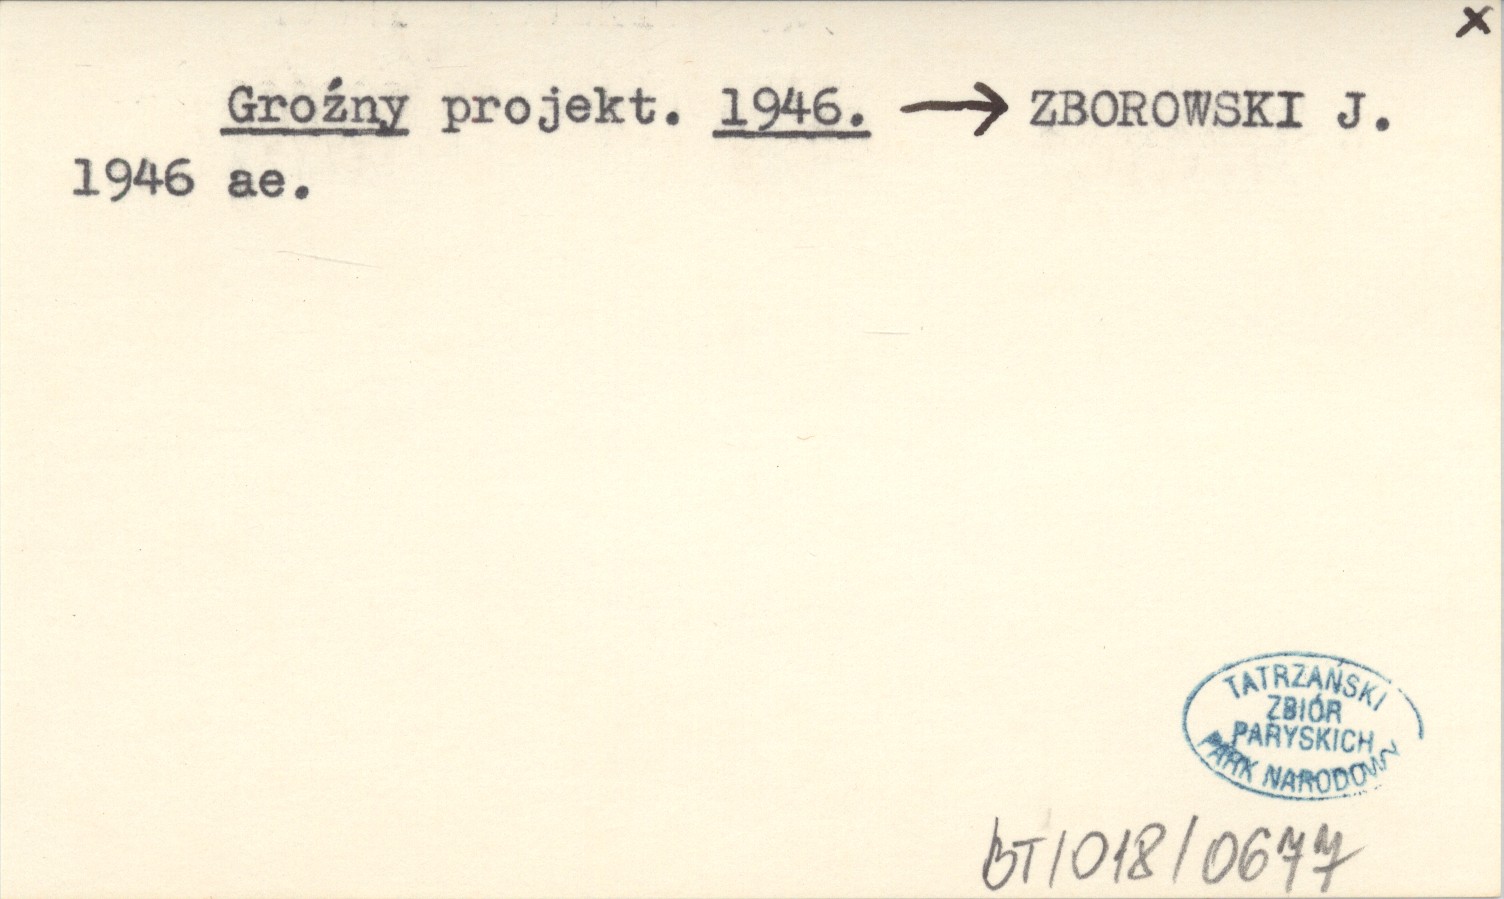 x
Groźny projekt. 1946. → ZBOROWSKI J.
1946 ae.
TATRZAŃSKI
ZBIÓR
PARYSKICH
PARK NARODOWY
BT/018/0677